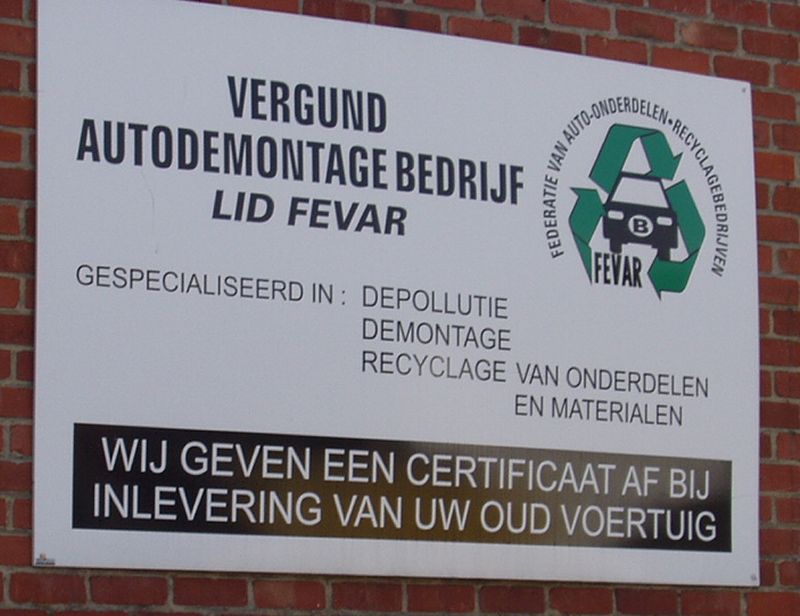 VERGUND
AUTODEMONTAGE BEDRIJF
LID FEVAR
FEDERATIE VAN AUTO-ONDERDELEN•RECYCLAGEBEDRIJVEN
B
FEVAR
GESPECIALISEERD IN : DEPOLLUTIE
DEMONTAGE
RECYCLAGE VAN ONDERDELEN
EN MATERIALEN
WIJ GEVEN EEN CERTIFICAAT AF BIJ
INLEVERING VAN UW OUD VOERTUIG